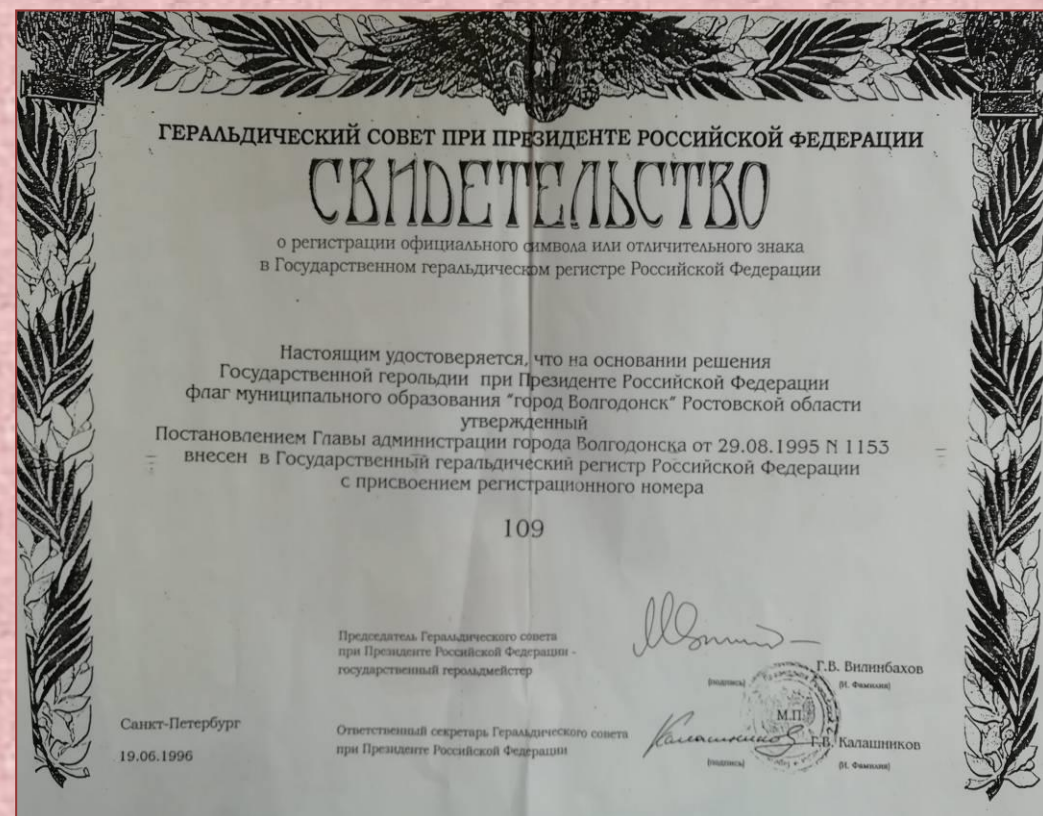 ГЕРАЛЬДИЧЕСКИЙ СОВЕТ ПРИ ПРЕЗИДЕНТЕ РОССИЙСКОЙ ФЕДЕРАЦИИ
СВИДЕТЕЛЬСТВО
о регистрации официального символа или отличительного знака
в Государственном геральдическом регистре Российской Федерации
Настоящим удостоверяется, что на основании решения
Государственной герольдии при Президенте Российской Федерации
флаг муниципального образования "город Волгодонск" Ростовской области
утвержденный
Постановлением Главы администрации города Волгодонска от 29.08.1995 N 1153
внесен в Государственный геральдический регистр Российской Федерации
с присвоением регистрационного номера
109
Председатель Геральдического совета
при Президенте Российской Федерации -
государственный герольдмейстер
Г.В. Вилинбахов
(подпись) (И. Фамилия)
М.П.
Санкт-Петербург
19.06.1996
Ответственный секретарь Геральдического совета
при Президенте Российской Федерации
Г.В. Калашников
(подпись) (И. Фамилия)